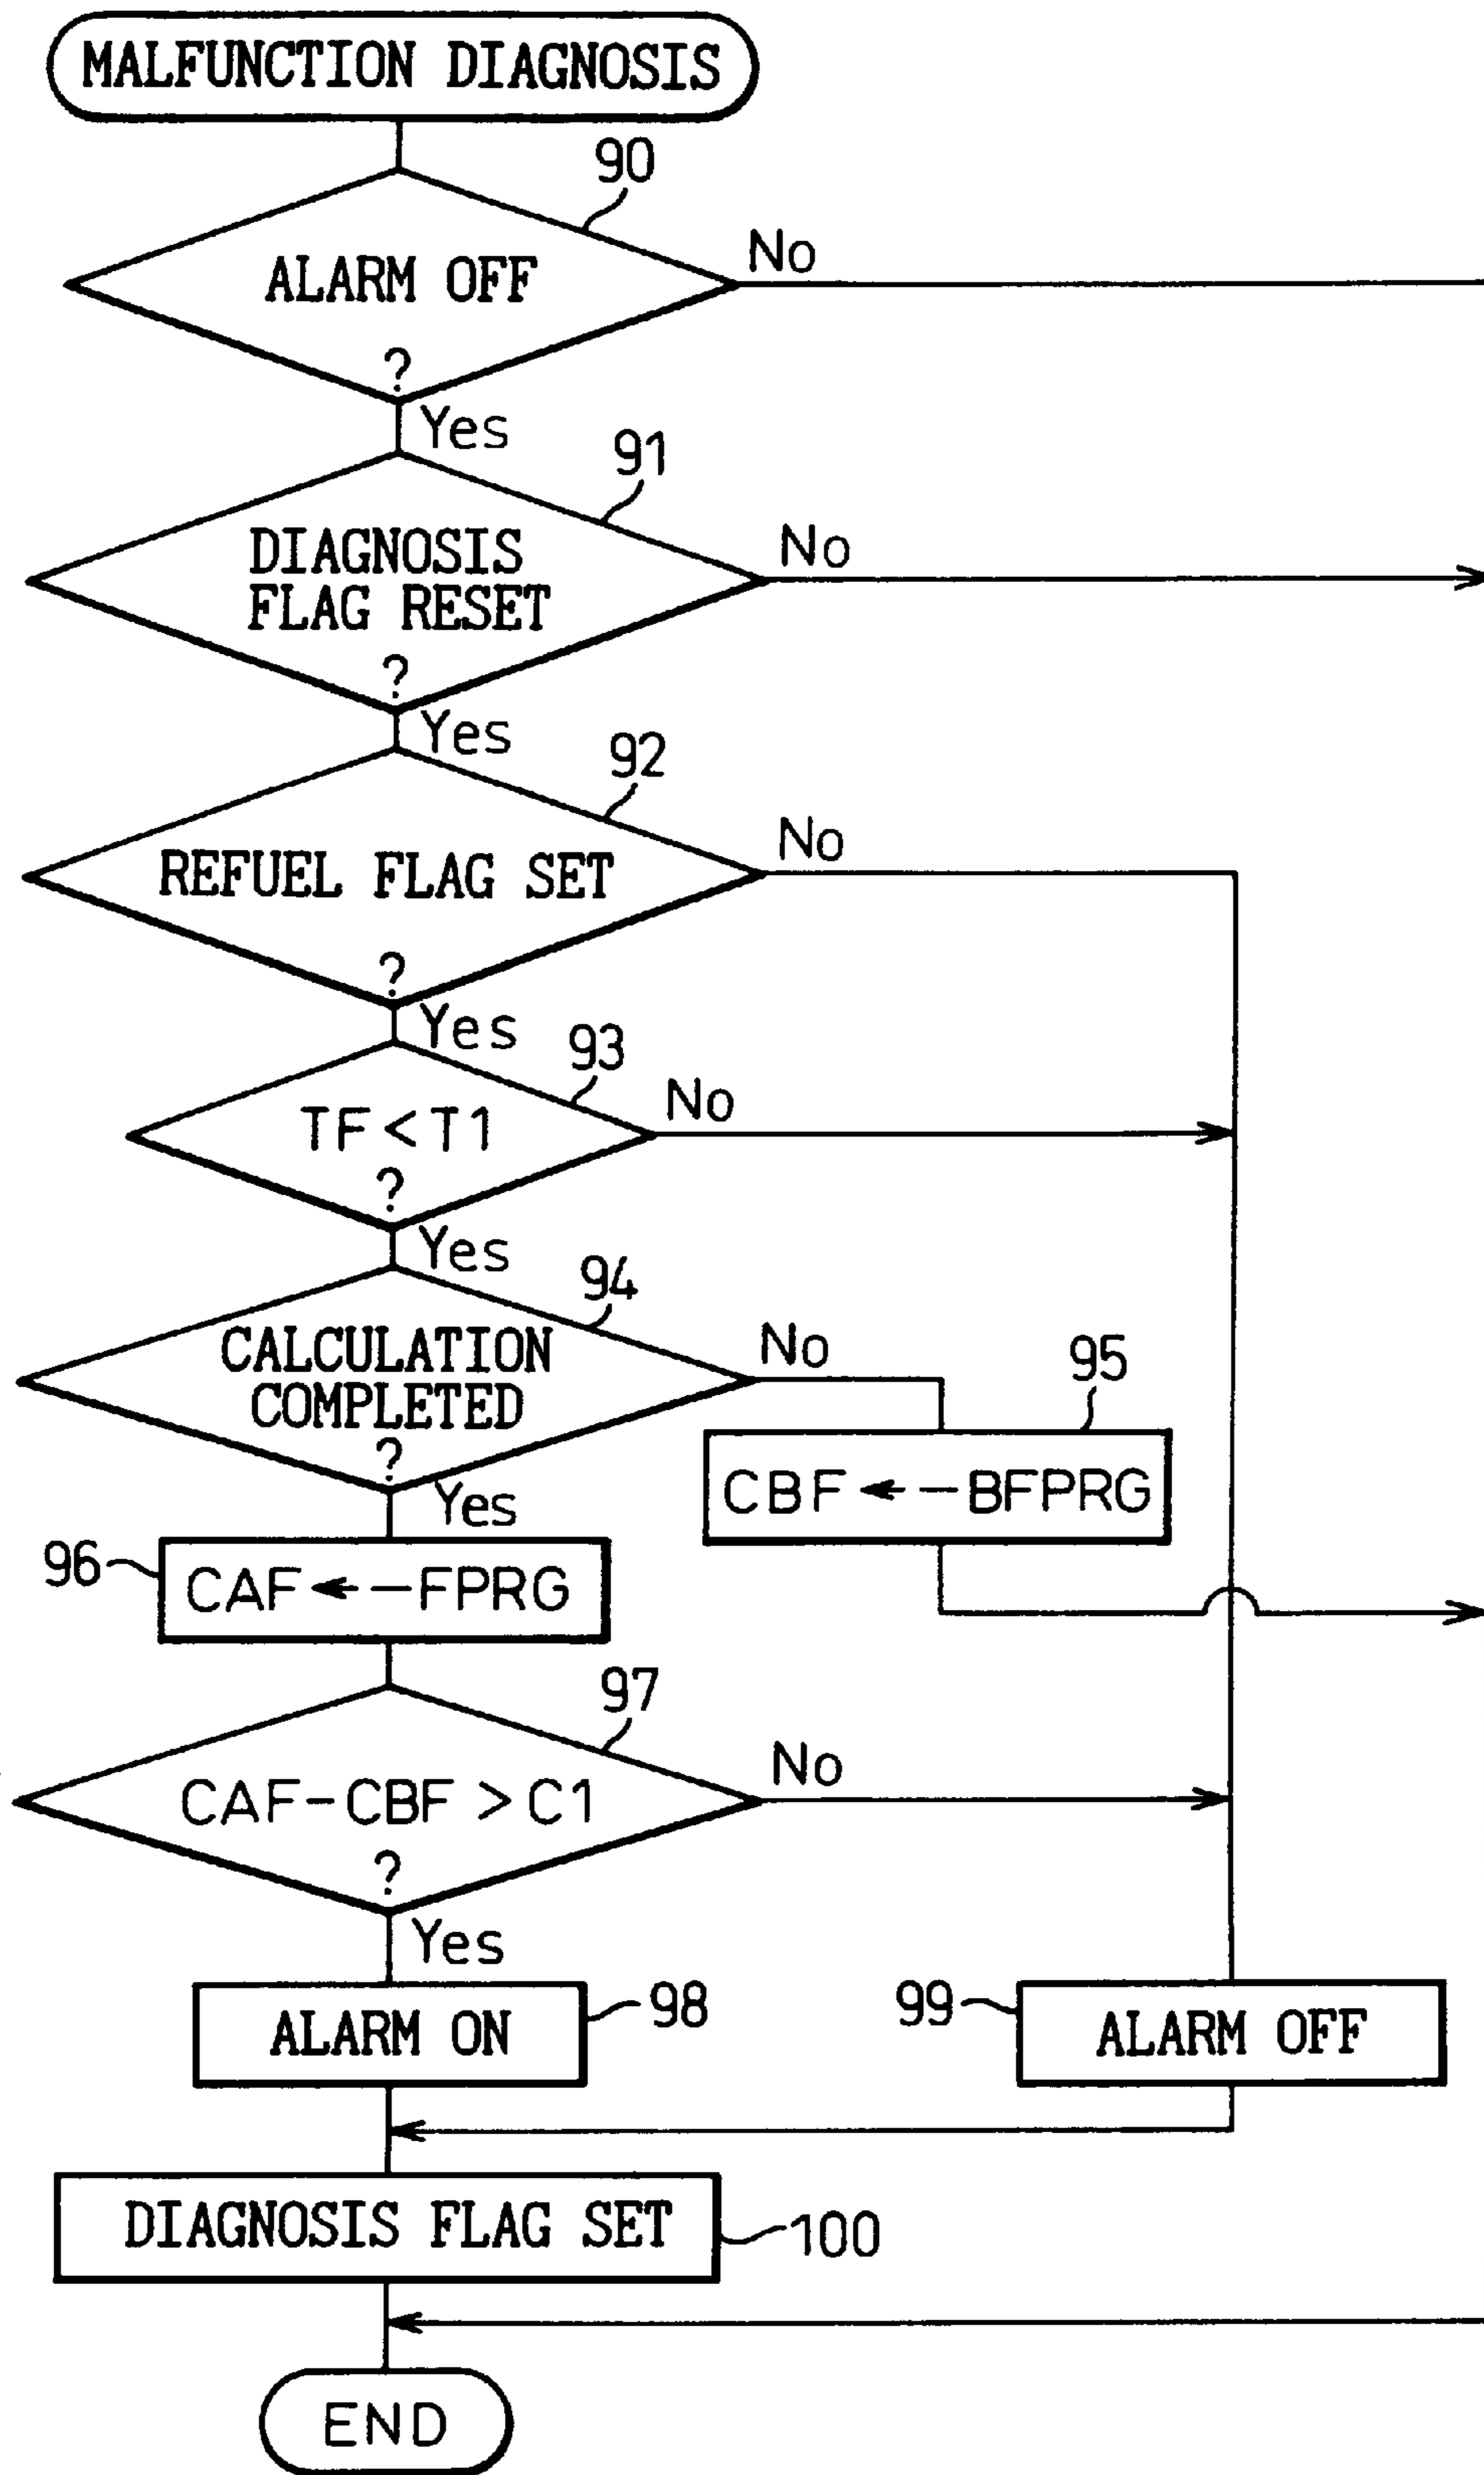 MALFUNCTION DIAGNOSIS
90
ALARM OFF
?
No
Yes
91
DIAGNOSIS
FLAG RESET
?
No
Yes
92
REFUEL FLAG SET
?
No
Yes
93
TF<T1
?
No
Yes
94
CALCULATION
COMPLETED
?
No
Yes
95
CBF←BFPRG
96
CAF←FPRG
97
CAF-CBF>C1
?
No
Yes
ALARM ON
98
99
ALARM OFF
DIAGNOSIS FLAG SET
100
END